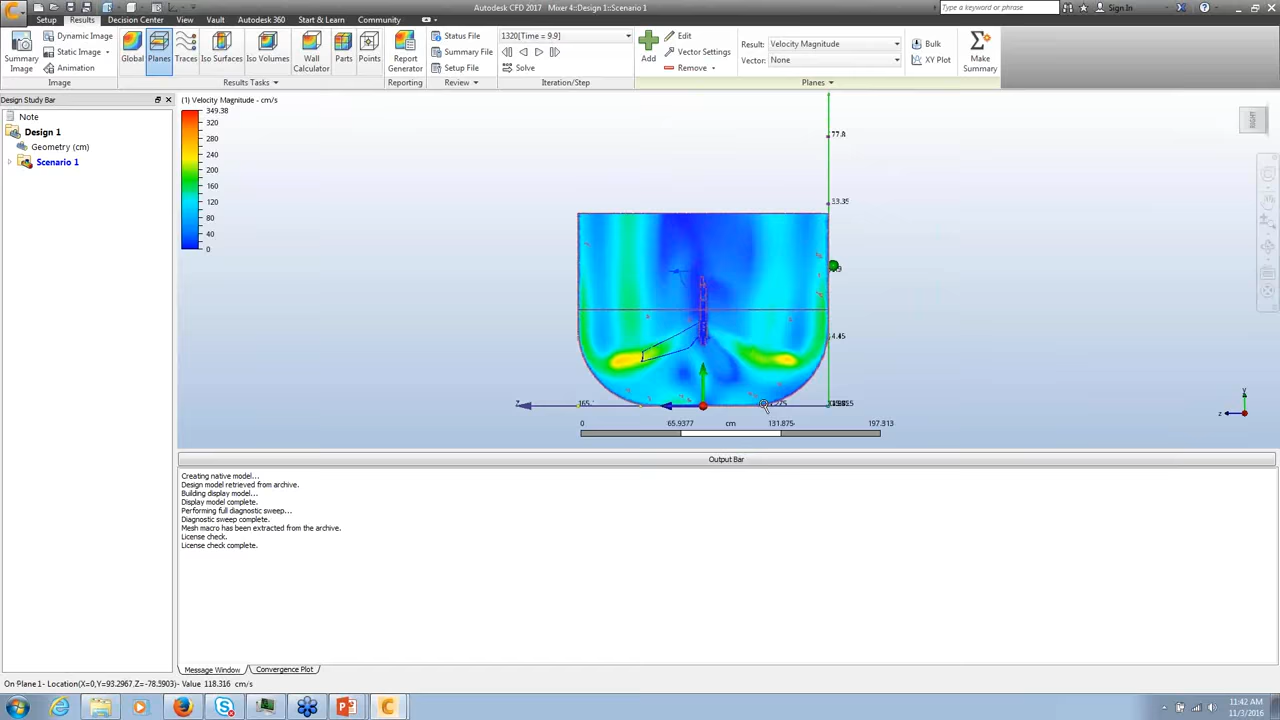 Autodesk CFD 2017 Mixer 4::Design 1::Scenario 1
Type a keyword or phrase
Sign In
Setup Results Decision Center View Vault Autodesk 360 Start & Learn Community
Summary Image
Dynamic Image
Static Image
Animation
Image
Global
Planes
Traces
Iso Surfaces
Iso Volumes
Wall Calculator
Parts
Points
Results Tasks
Report Generator
Reporting
Status File
Summary File
Setup File
Review
1320[Time = 9.9]
Solve
Iteration/Step
Add
Edit
Vector Settings
Remove
Result: Velocity Magnitude
Vector: None
Bulk
XY Plot
Make Summary
Planes
Design Study Bar
Note
Design 1
Geometry (cm)
Scenario 1
(1) Velocity Magnitude - cm/s
349.38
320
280
240
200
160
120
80
40
0
77.8
RIGHT
4.45
165.
Z
0 65.9377 cm 131.875 197.813
y
z
Output Bar
Creating native model...
Design model retrieved from archive.
Building display model...
Display model complete.
Performing full diagnostic sweep...
Diagnostic sweep complete.
Mesh macro has been extracted from the archive.
License check.
License check complete.
Message Window Convergence Plot
On Plane 1- Location(X=0,Y=93.2967,Z=-78.5903)- Value 118.316 cm/s
11:42 AM
11/3/2016